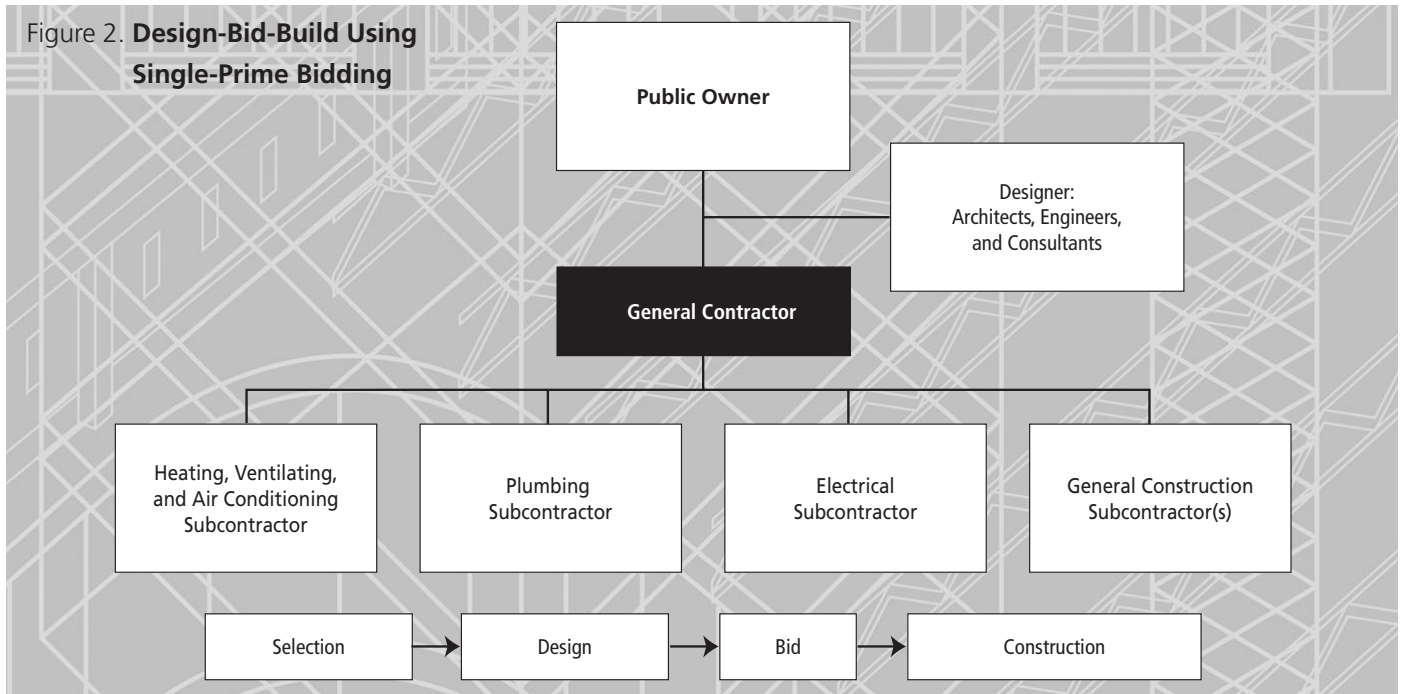 Figure 2. Design-Bid-Build Using
Single-Prime Bidding
Public Owner
Designer:
Architects, Engineers,
and Consultants
General Contractor
Heating, Ventilating,
and Air Conditioning
Subcontractor
Plumbing
Subcontractor
Electrical
Subcontractor
General Construction
Subcontractor(s)
Selection
Design
Bid
Construction